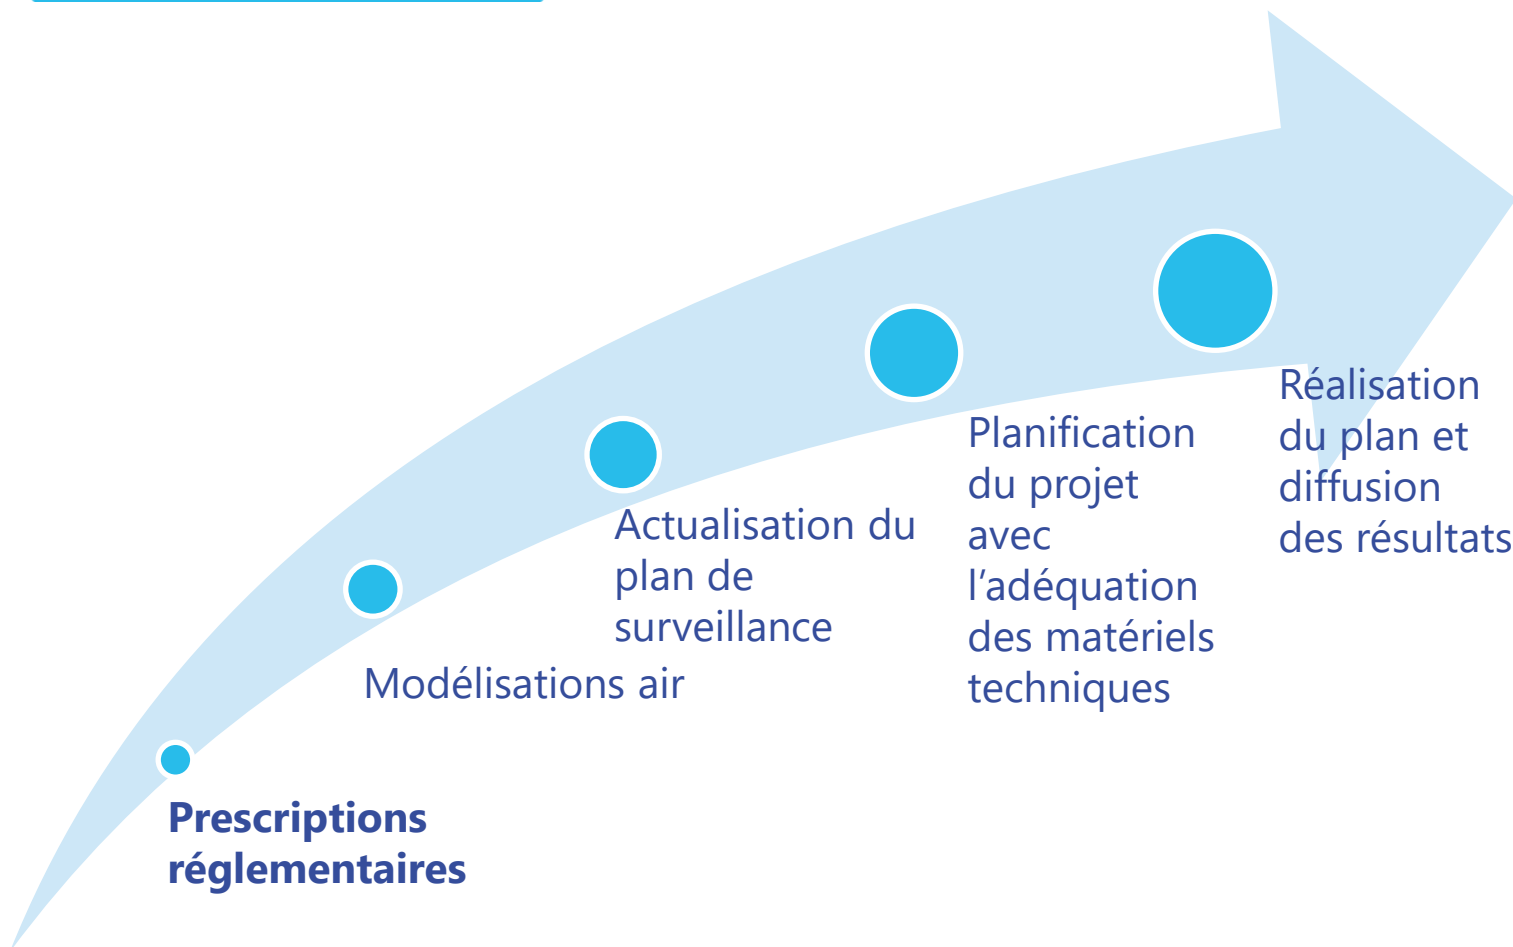 Prescriptions
réglementaires
Modélisations air
Actualisation du
plan de
surveillance
Planification
du projet
avec
l’adéquation
des matériels
techniques
Réalisation
du plan et
diffusion
des résultats